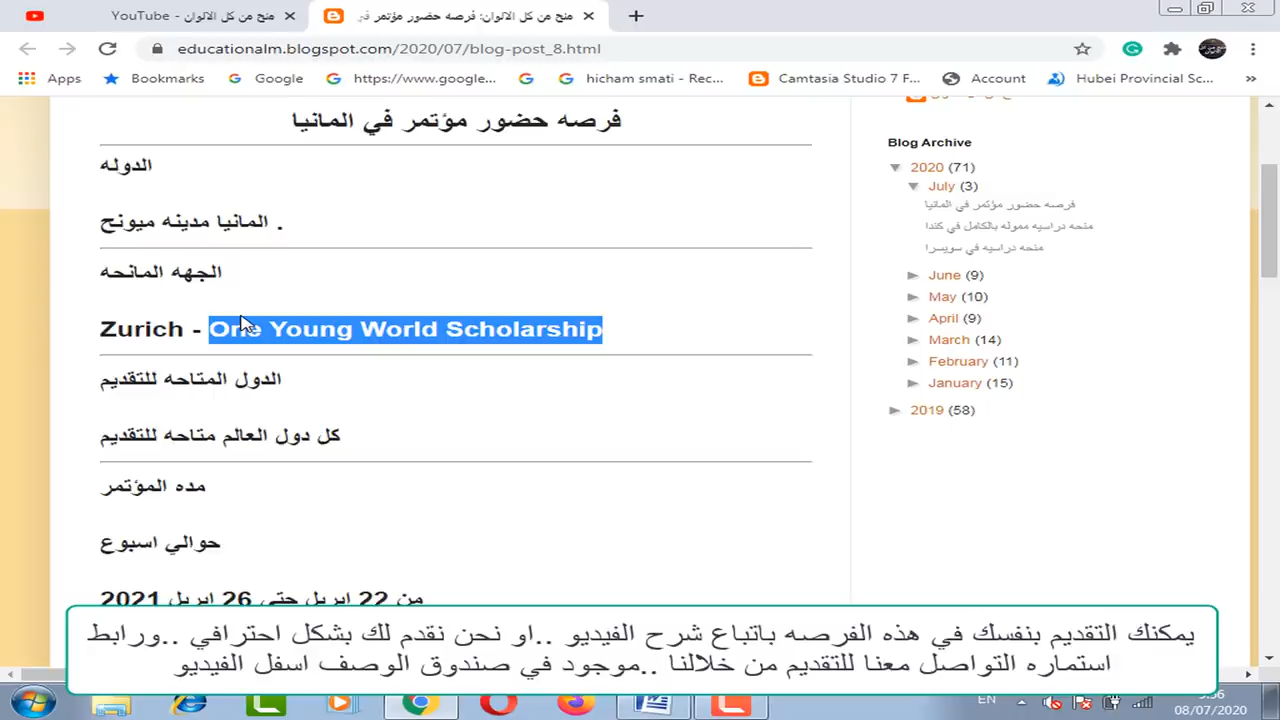 منح من كل الالوان - YouTube
منح من كل الالوان: فرصه حضور مؤتمر في
educationalm.blogspot.com/2020/07/blog-post_8.html
Apps Bookmarks Google https://www.google... hicham smati - Rec... Camtasia Studio 7 F... Account Hubei Provincial Sc... »
فرصه حضور مؤتمر في المانيا
الدوله
المانيا مدينه ميونح .
الجهه المانحه
Zurich - One Young World Scholarship
الدول المتاحه للتقديم
كل دول العالم متاحه للتقديم
مده المؤتمر
حوالي اسبوع
من 22 ابريل حتى 26 ابريل 2021
Blog Archive
▼ 2020 (71)
▼ July (3)
فرصه حضور مؤتمر في المانيا
منحه دراسيه مموله بالكامل في كندا
منحه دراسيه في سويسرا
► June (9)
► May (10)
► April (9)
► March (14)
► February (11)
► January (15)
► 2019 (58)
يمكنك التقديم بنفسك في هذه الفرصه باتباع شرح الفيديو ..او نحن نقدم لك بشكل احترافي ..ورابط
استماره التواصل معنا للتقديم من خلالنا ..موجود في صندوق الوصف اسفل الفيديو
EN
08/07/2020